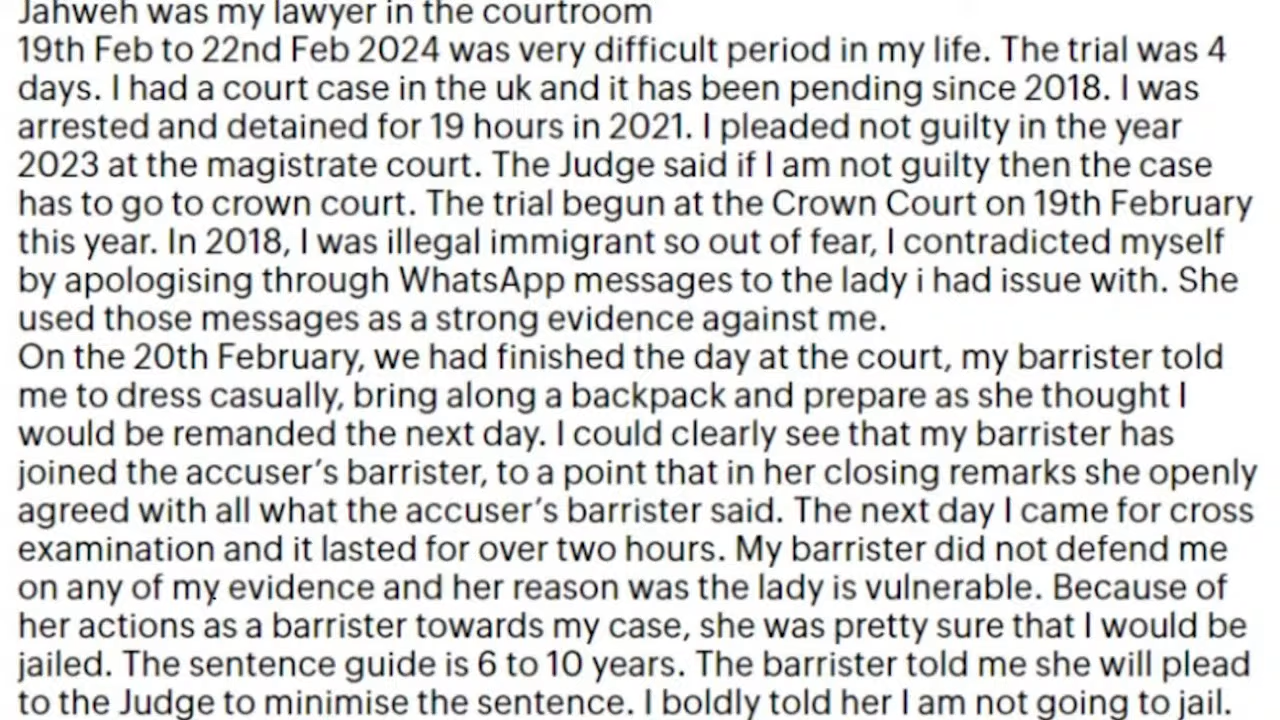 Jahweh was my lawyer in the courtroom
19th Feb to 22nd Feb 2024 was very difficult period in my life. The trial was 4
days. I had a court case in the uk and it has been pending since 2018. I was
arrested and detained for 19 hours in 2021. I pleaded not guilty in the year
2023 at the magistrate court. The Judge said if I am not guilty then the case
has to go to crown court. The trial begun at the Crown Court on 19th February
this year. In 2018, I was illegal immigrant so out of fear, I contradicted myself
by apologising through WhatsApp messages to the lady i had issue with. She
used those messages as a strong evidence against me.
On the 20th February, we had finished the day at the court, my barrister told
me to dress casually, bring along a backpack and prepare as she thought I
would be remanded the next day. I could clearly see that my barrister has
joined the accuser's barrister, to a point that in her closing remarks she openly
agreed with all what the accuser's barrister said. The next day I came for cross
examination and it lasted for over two hours. My barrister did not defend me
on any of my evidence and her reason was the lady is vulnerable. Because of
her actions as a barrister towards my case, she was pretty sure that I would be
jailed. The sentence guide is 6 to 10 years. The barrister told me she will plead
to the Judge to minimise the sentence. I boldly told her I am not going to jail.